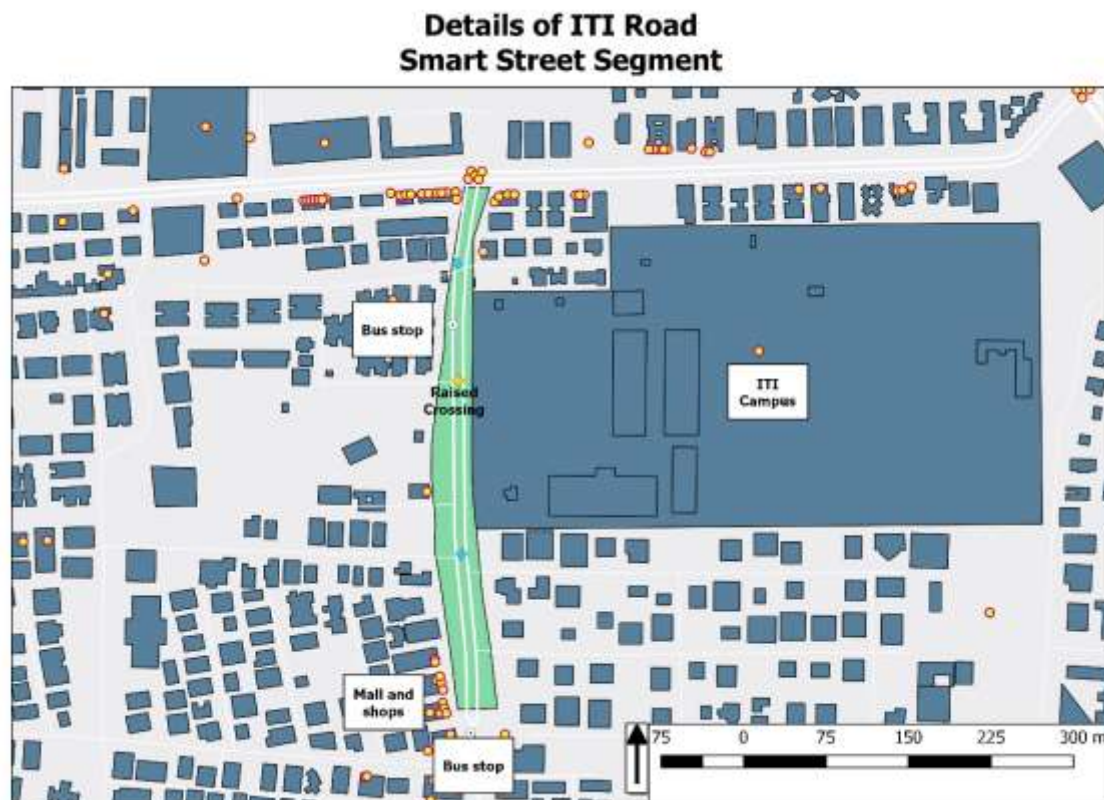 Details of ITI Road
Smart Street Segment
Bus stop
Raised
Crossing
ITI
Campus
Mall and
shops
Bus stop
75 0 75 150 225 300 m